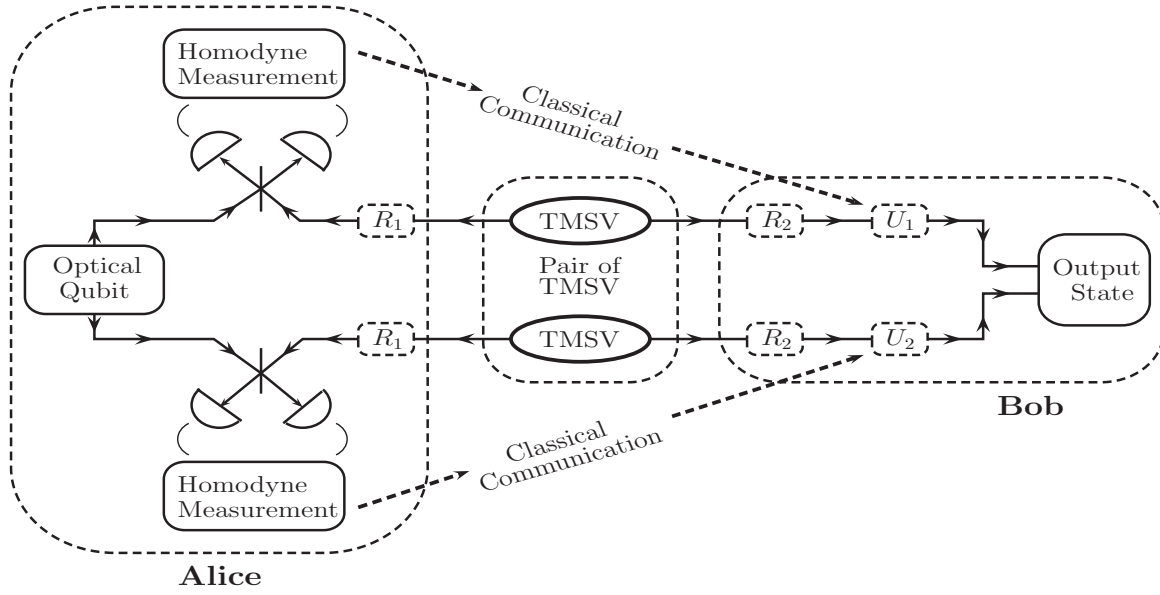 Homodyne
Measurement
Classical
Communication
R₁
TMSV
R₂
U₁
Optical
Qubit
Pair of
TMSV
Output
State
R₁
TMSV
R₂
U₂
Bob
Classical
Communication
Homodyne
Measurement
Alice